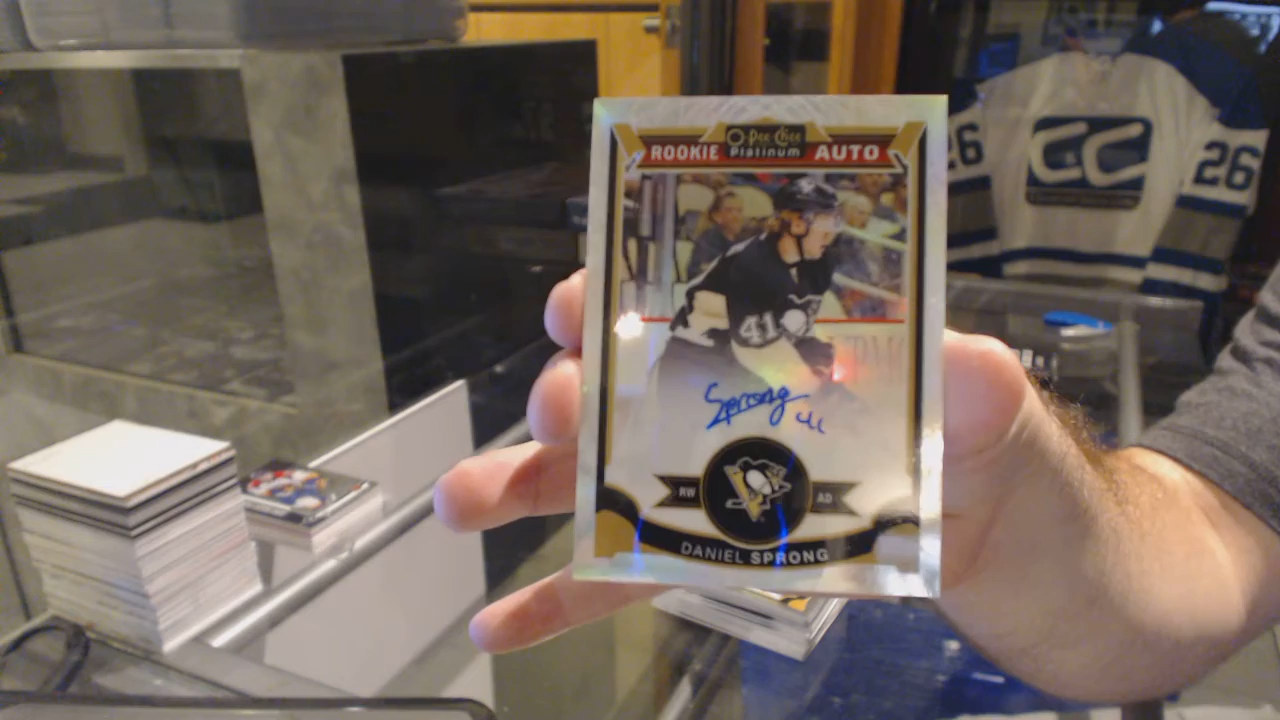 O-Pee-Chee
ROOKIE Platinum AUTO
41
Sprong 41
RW AD
DANIEL SPRONG
26 CC 26